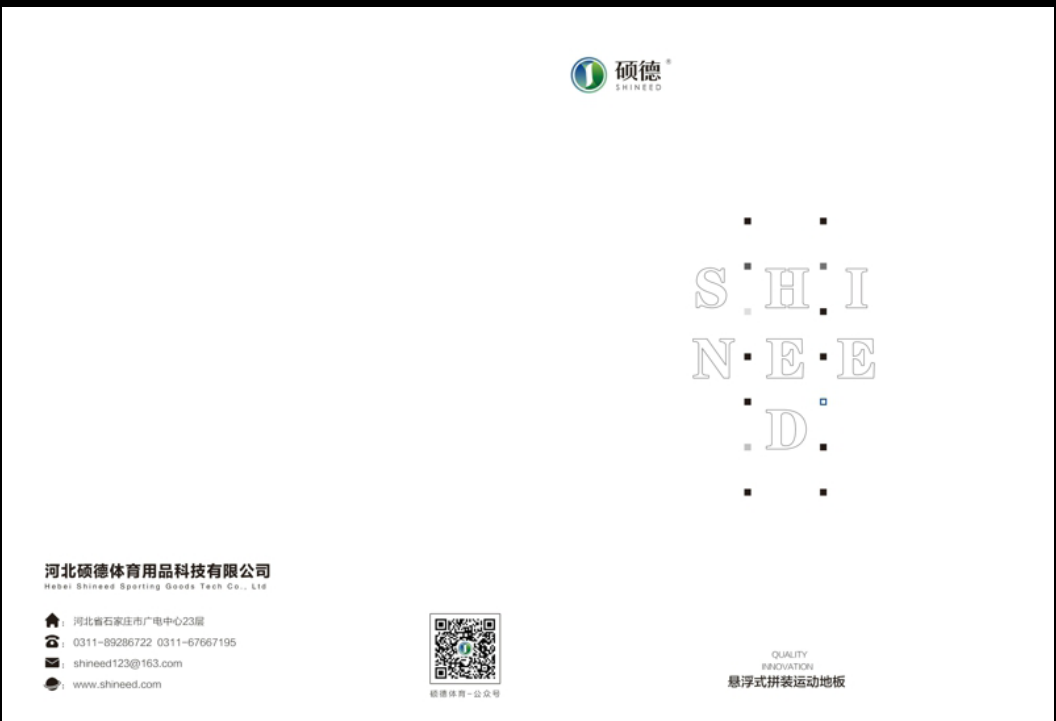 硕德®
SHINEED
SHI
NEE
D
河北硕德体育用品科技有限公司
Hebei Shineed Sporting Goods Tech Co., Ltd
：河北省石家庄市广电中心23层
：0311-89286722 0311-67667195
：shineed123@163.com
：www.shineed.com
硕德体育-公众号
QUALITY
INNOVATION
悬浮式拼装运动地板